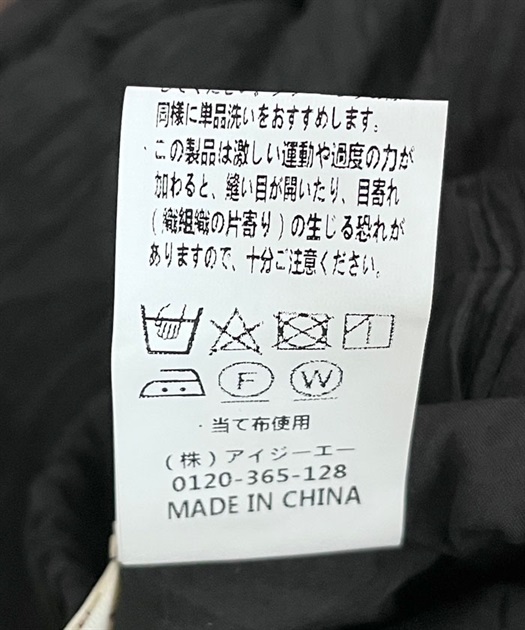 同様に単品洗いをおすすめします。
・この製品は激しい運動や過度の力が
加わると、縫い目が開いたり、目寄れ
(織組織の片寄り)の生じる恐れが
ありますので、十分ご注意ください。
F W
・当て布使用
(株)アイジーエー
0120-365-128
MADE IN CHINA